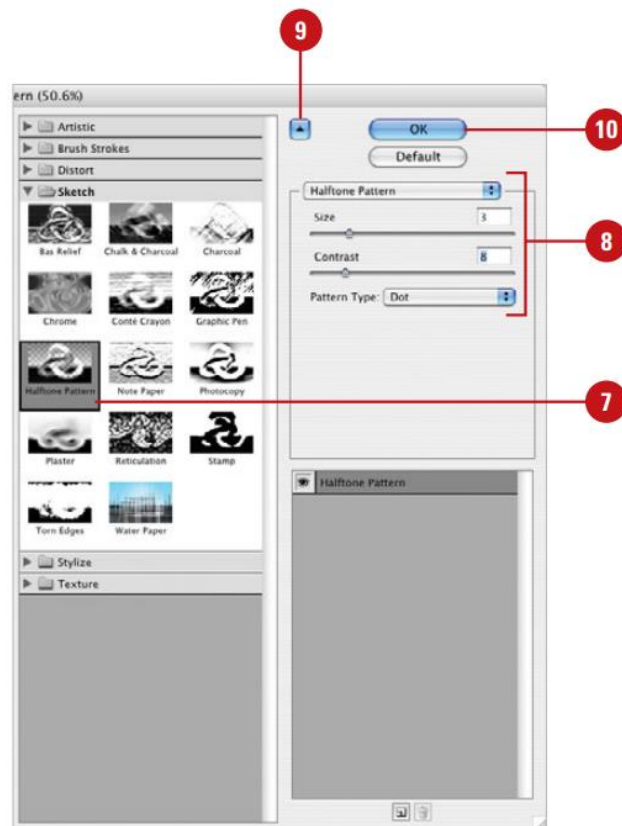 9
ern (50.6%)
Artistic
Brush Strokes
Distort
Sketch
Bas Relief
Chalk & Charcoal
Charcoal
Chrome
Conté Crayon
Graphic Pen
Halftone Pattern
Note Paper
Photocopy
Plaster
Reticulation
Stamp
Torn Edges
Water Paper
Stylize
Texture
OK
10
Default
Halftone Pattern
Size
3
Contrast
8
Pattern Type: Dot
8
7
Halftone Pattern